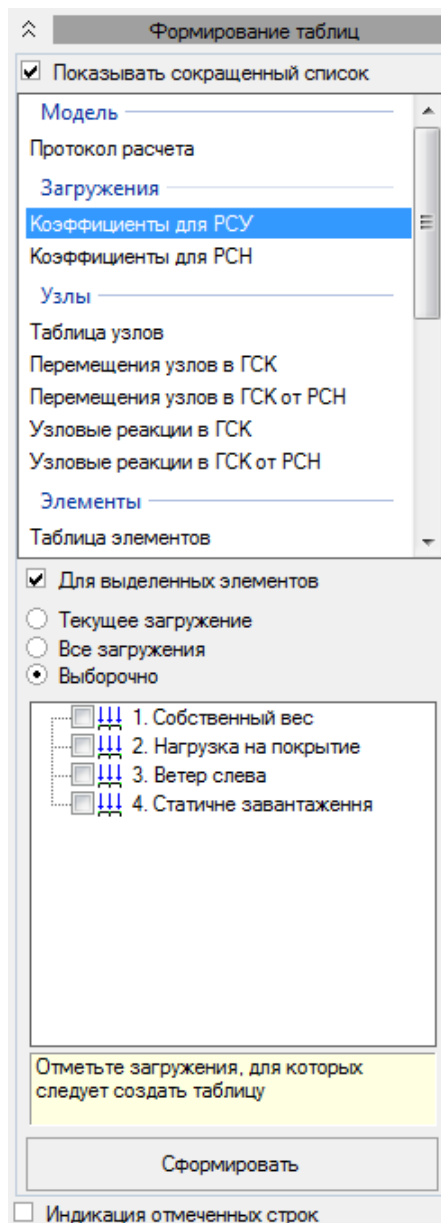 Формирование таблиц
Показывать сокращенный список
Модель
Протокол расчета
Загружения
Коэффициенты для РСУ
Коэффициенты для РСН
Узлы
Таблица узлов
Перемещения узлов в ГСК
Перемещения узлов в ГСК от РСН
Узловые реакции в ГСК
Узловые реакции в ГСК от РСН
Элементы
Таблица элементов
Для выделенных элементов
Текущее загружение
Все загружения
Выборочно
1. Собственный вес
2. Нагрузка на покрытие
3. Ветер слева
4. Статичне завантаження
Отметьте загружения, для которых
следует создать таблицу
Сформировать
Индикация отмеченных строк